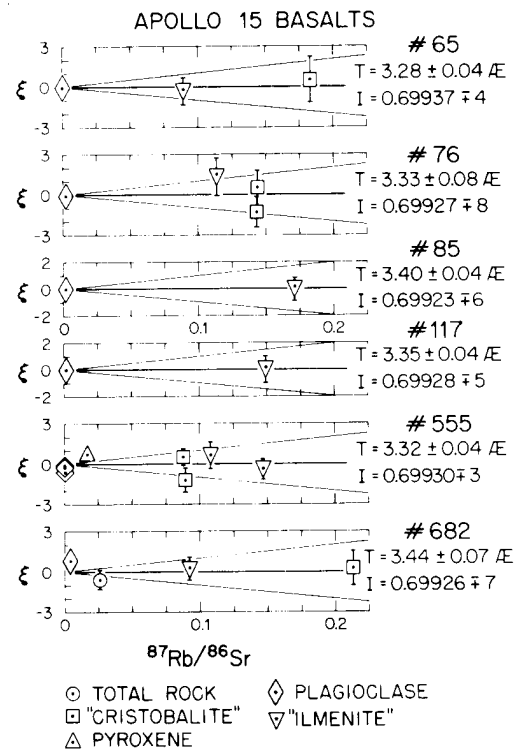 APOLLO 15 BASALTS
# 65
3
ξ 0
-3
T = 3.28 ± 0.04 Æ
I = 0.69937 ∓ 4
# 76
3
ξ 0
-3
T = 3.33 ± 0.08 Æ
I = 0.69927 ∓ 8
# 85
2
ξ 0
2
0 0.1 0.2
T = 3.40 ± 0.04 Æ
I = 0.69923 ∓ 6
# 117
2
ξ 0
-2
T = 3.35 ± 0.04 Æ
I = 0.69928 ∓ 5
# 555
3
ξ 0
-3
T = 3.32 ± 0.04 Æ
I = 0.69930 ∓ 3
# 682
3
ξ 0
-3
T = 3.44 ± 0.07 Æ
I = 0.69926 ∓ 7
0 0.1 0.2
⁸⁷Rb/⁸⁶Sr
TOTAL ROCK
PLAGIOCLASE
"CRISTOBALITE"
"ILMENITE"
PYROXENE